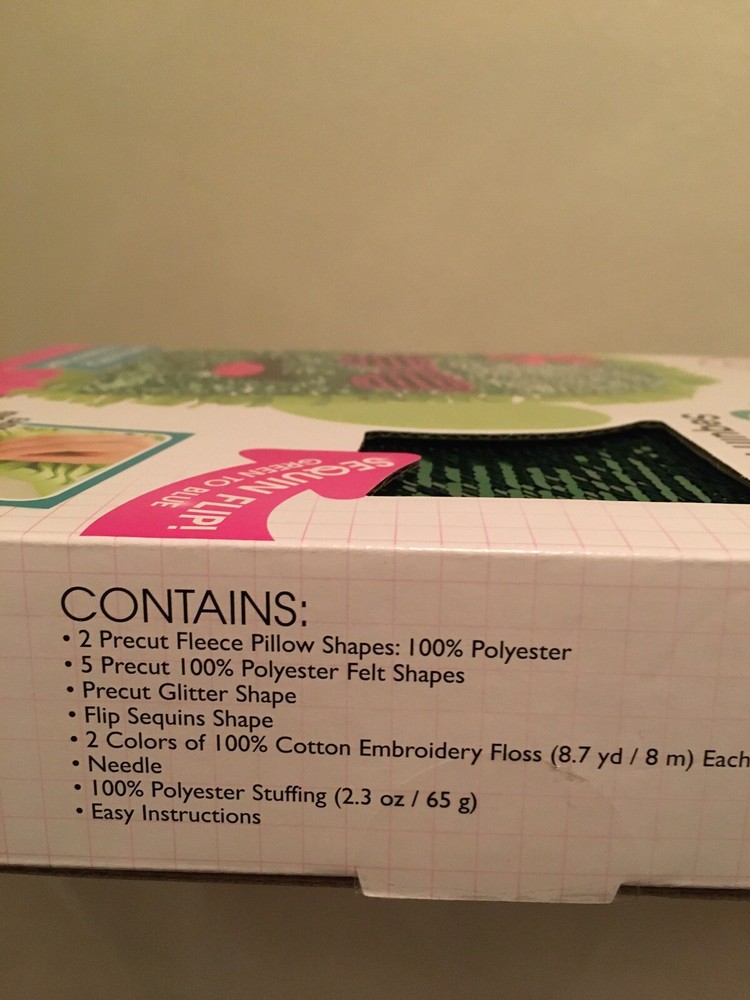 SEQUIN FLIP!
GREEN TO BLUE
CONTAINS:
• 2 Precut Fleece Pillow Shapes: 100% Polyester
• 5 Precut 100% Polyester Felt Shapes
• Precut Glitter Shape
• Flip Sequins Shape
• 2 Colors of 100% Cotton Embroidery Floss (8.7 yd / 8 m) Each
• Needle
• 100% Polyester Stuffing (2.3 oz / 65 g)
• Easy Instructions